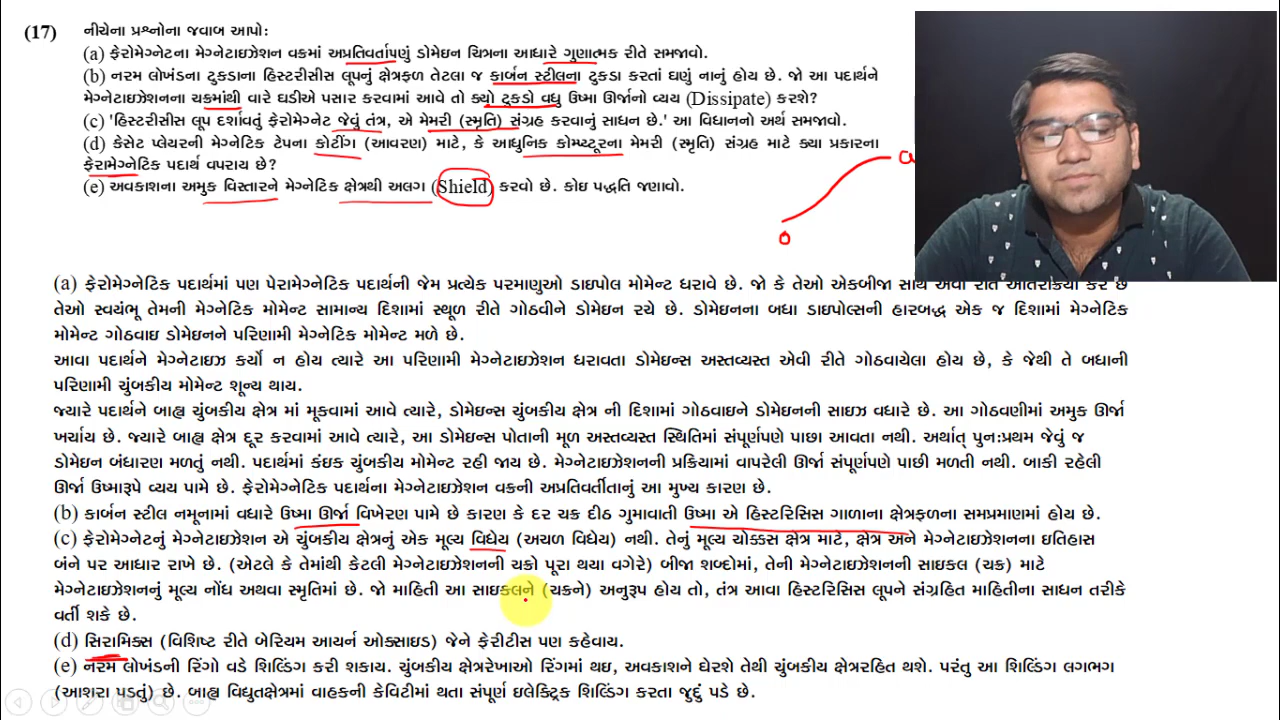 (17) નીચેના પ્રશ્નોના જવાબ આપો:
(a) ફેરોમેગ્નેટના મેગ્નેટાઇઝેશન વક્રમાં અપ્રતિવર્તાપણું ડોમેઇન ચિત્રના આધારે ગુણાત્મક રીતે સમજાવો.
(b) નરમ લોખંડના ટુકડાના હિસ્ટરીસીસ લૂપનું ક્ષેત્રફળ તેટલા જ કાર્બન સ્ટીલના ટુકડા કરતાં ઘણું નાનું હોય છે. જો આ પદાર્થને
મેગ્નેટાઇઝેશનના ચક્રમાંથી વારે ઘડીએ પસાર કરવામાં આવે તો ક્યો ટુકડો વધુ ઉષ્મા ઊર્જાનો વ્યય (Dissipate) કરશે?
(c) 'હિસ્ટરીસીસ લૂપ દર્શાવતું ફેરોમેગ્નેટ જેવું તંત્ર, એ મેમરી (સ્મૃતિ) સંગ્રહ કરવાનું સાધન છે.' આ વિધાનનો અર્થ સમજાવો.
(d) કેસેટ પ્લેયરની મેગ્નેટિક ટેપના કોટીંગ (આવરણ) માટે, કે આધુનિક કોમ્પ્યૂટરના મેમરી (સ્મૃતિ) સંગ્રહ માટે ક્યા પ્રકારના
ફેરામેગ્નેટિક પદાર્થ વપરાય છે?
(e) અવકાશના અમુક વિસ્તારને મેગ્નેટિક ક્ષેત્રથી અલગ (Shield) કરવો છે. કોઇ પદ્ધતિ જણાવો.
a
o
(a) ફેરોમેગ્નેટિક પદાર્થમાં પણ પેરામેગ્નેટિક પદાર્થની જેમ પ્રત્યેક પરમાણુઓ ડાઇપોલ મોમેન્ટ ધરાવે છે. જો કે તેઓ એકબીજા સાથે એવી રીતે આંતરક્રિયા કરે છે
તેઓ સ્વયંભૂ તેમની મેગ્નેટિક મોમેન્ટ સામાન્ય દિશામાં સ્થૂળ રીતે ગોઠવીને ડોમેઇન રચે છે. ડોમેઇનના બધા ડાઇપોલ્સની હારબદ્ધ એક જ દિશામાં મેગ્નેટિક
મોમેન્ટ ગોઠવાઇ ડોમેઇનને પરિણામી મેગ્નેટિક મોમેન્ટ મળે છે.
આવા પદાર્થને મેગ્નેટાઇઝ કર્યો ન હોય ત્યારે આ પરિણામી મેગ્નેટાઇઝેશન ધરાવતા ડોમેઇન્સ અસ્તવ્યસ્ત એવી રીતે ગોઠવાયેલા હોય છે, કે જેથી તે બધાની
પરિણામી ચુંબકીય મોમેન્ટ શૂન્ય થાય.
જ્યારે પદાર્થને બાહ્ય ચુંબકીય ક્ષેત્ર માં મૂકવામાં આવે ત્યારે, ડોમેઇન્સ ચુંબકીય ક્ષેત્ર ની દિશામાં ગોઠવાઇને ડોમેઇનની સાઇઝ વધારે છે. આ ગોઠવણીમાં અમુક ઊર્જા
ખર્ચાય છે. જ્યારે બાહ્ય ક્ષેત્ર દૂર કરવામાં આવે ત્યારે, આ ડોમેઇન્સ પોતાની મૂળ અસ્તવ્યસ્ત સ્થિતિમાં સંપૂર્ણપણે પાછા આવતા નથી. અર્થાત્ પુનઃપ્રથમ જેવું જ
ડોમેઇન બંધારણ મળતું નથી. પદાર્થમાં કંઇક ચુંબકીય મોમેન્ટ રહી જાય છે. મેગ્નેટાઇઝેશનની પ્રક્રિયામાં વાપરેલી ઊર્જા સંપૂર્ણપણે પાછી મળતી નથી. બાકી રહેલી
ઊર્જા ઉષ્મારૂપે વ્યય પામે છે. ફેરોમેગ્નેટિક પદાર્થના મેગ્નેટાઇઝેશન વક્રની અપ્રતિવર્તીતાનું આ મુખ્ય કારણ છે.
(b) કાર્બન સ્ટીલ નમૂનામાં વધારે ઉષ્મા ઊર્જા વિખેરણ પામે છે કારણ કે દર ચક્ર દીઠ ગુમાવાતી ઉષ્મા એ હિસ્ટરિસિસ ગાળાના ક્ષેત્રફળના સમપ્રમાણમાં હોય છે.
(c) ફેરોમેગ્નેટનું મેગ્નેટાઇઝેશન એ ચુંબકીય ક્ષેત્રનું એક મૂલ્ય વિધેય (અચળ વિધેય) નથી. તેનું મૂલ્ય ચોક્કસ ક્ષેત્ર માટે, ક્ષેત્ર અને મેગ્નેટાઇઝેશનના ઇતિહાસ
બંને પર આધાર રાખે છે. (એટલે કે તેમાંથી કેટલી મેગ્નેટાઇઝેશનની ચક્રો પૂરા થયા વગેરે) બીજા શબ્દોમાં, તેની મેગ્નેટાઇઝેશનની સાઇકલ (ચક્ર) માટે
મેગ્નેટાઇઝેશનનું મૂલ્ય નોંધ અથવા સ્મૃતિમાં છે. જો માહિતી આ સાઇકલને (ચક્રને) અનુરૂપ હોય તો, તંત્ર આવા હિસ્ટરિસિસ લૂપને સંગ્રહિત માહિતીના સાધન તરીકે
વર્તી શકે છે.
(d) સિરામિક્સ (વિશિષ્ટ રીતે બેરિયમ આયર્ન ઓક્સાઇડ) જેને ફેરીટીસ પણ કહેવાય.
(e) નરમ લોખંડની રિંગો વડે શિલ્ડિંગ કરી શકાય. ચુંબકીય ક્ષેત્રરેખાઓ રિંગમાં થઇ, અવકાશને ઘેરશે તેથી ચુંબકીય ક્ષેત્રરહિત થશે. પરંતુ આ શિલ્ડિંગ લગભગ
(આશરા પડતું) છે. બાહ્ય વિદ્યુતક્ષેત્રમાં વાહકની કેવિટીમાં થતા સંપૂર્ણ ઇલેક્ટ્રિક શિલ્ડિંગ કરતા જુદું પડે છે.